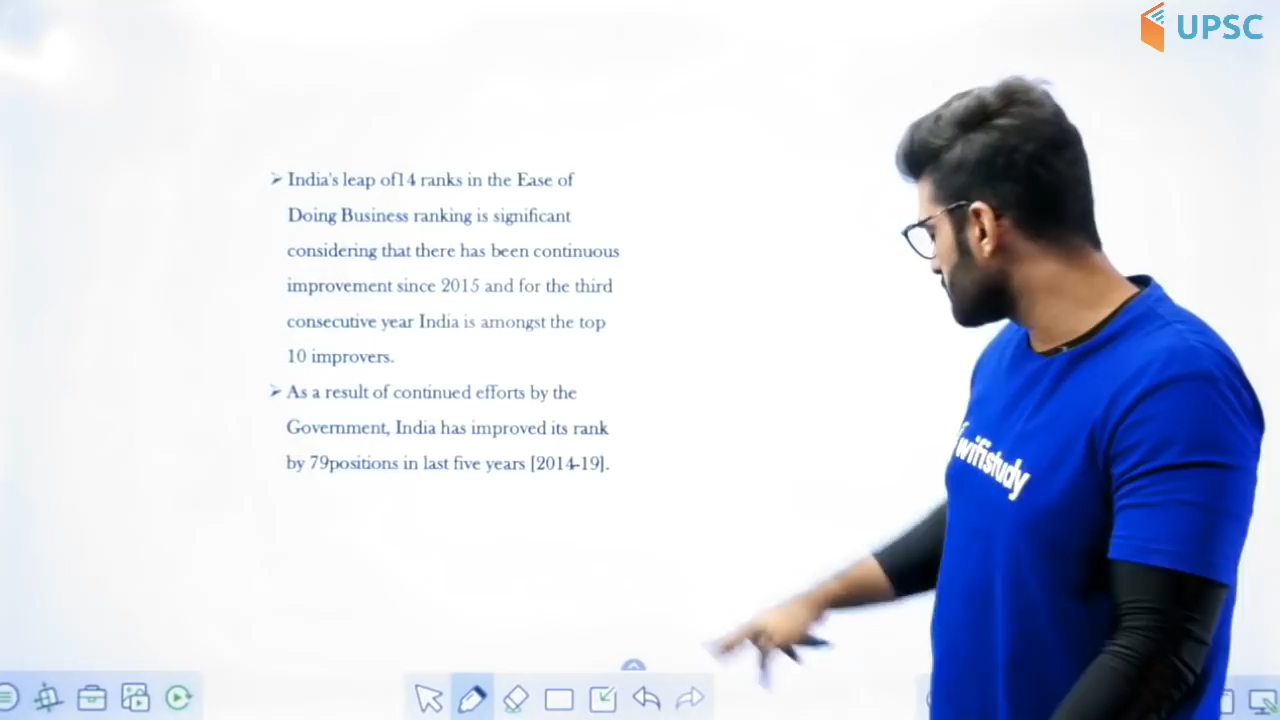 UPSC
➢ India's leap of14 ranks in the Ease of
Doing Business ranking is significant
considering that there has been continuous
improvement since 2015 and for the third
consecutive year India is amongst the top
10 improvers.
➢ As a result of continued efforts by the
Government, India has improved its rank
by 79positions in last five years [2014-19].
wifistudy